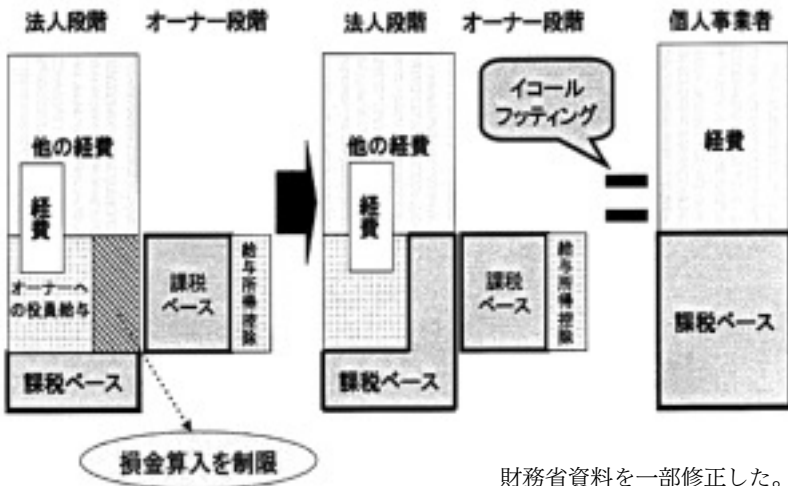 法人段階
オーナー段階
他の経費
経費
オーナーへ
の役員給与
課税
ベース
給与所得控除
課税ベース
損金算入を制限
法人段階
オーナー段階
イコール
フッティング
他の経費
経費
課税
ベース
給与所得控除
課税ベース
個人事業者
経費
課税ベース
財務省資料を一部修正した。